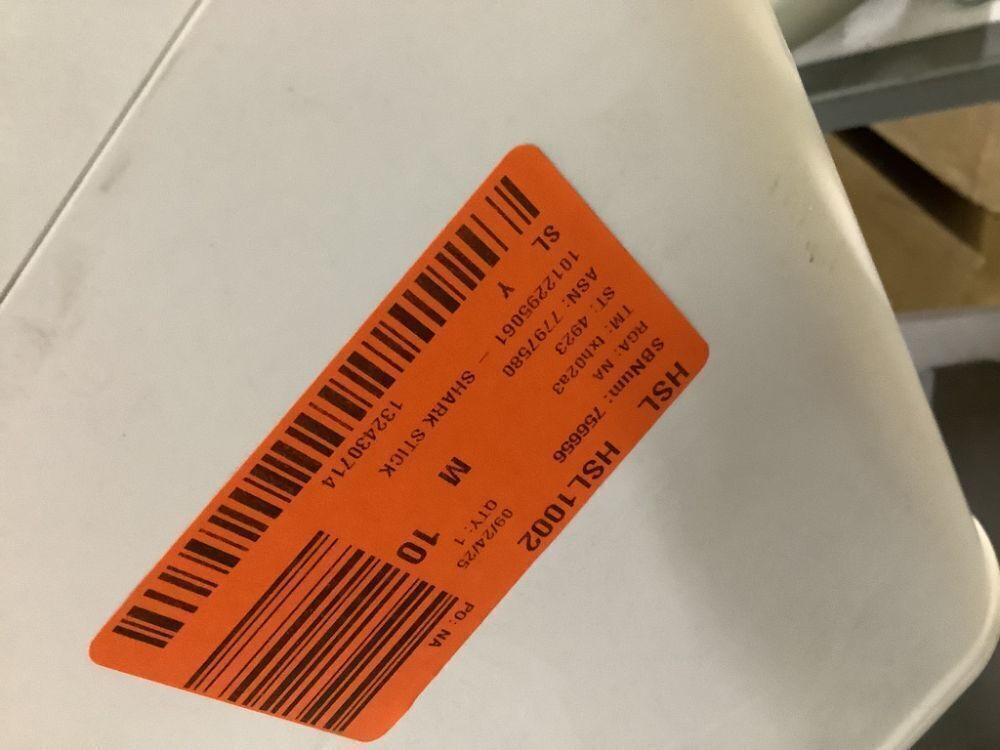 HSL HSL1002
SBNum: 756656
RGA: NA
TM: txh02a3
ST: 4923 09/24/25 PO: NA
ASN: 7797580 QTY: 1
1012295061 - SHARK STICK
SL Y M 10
132430714